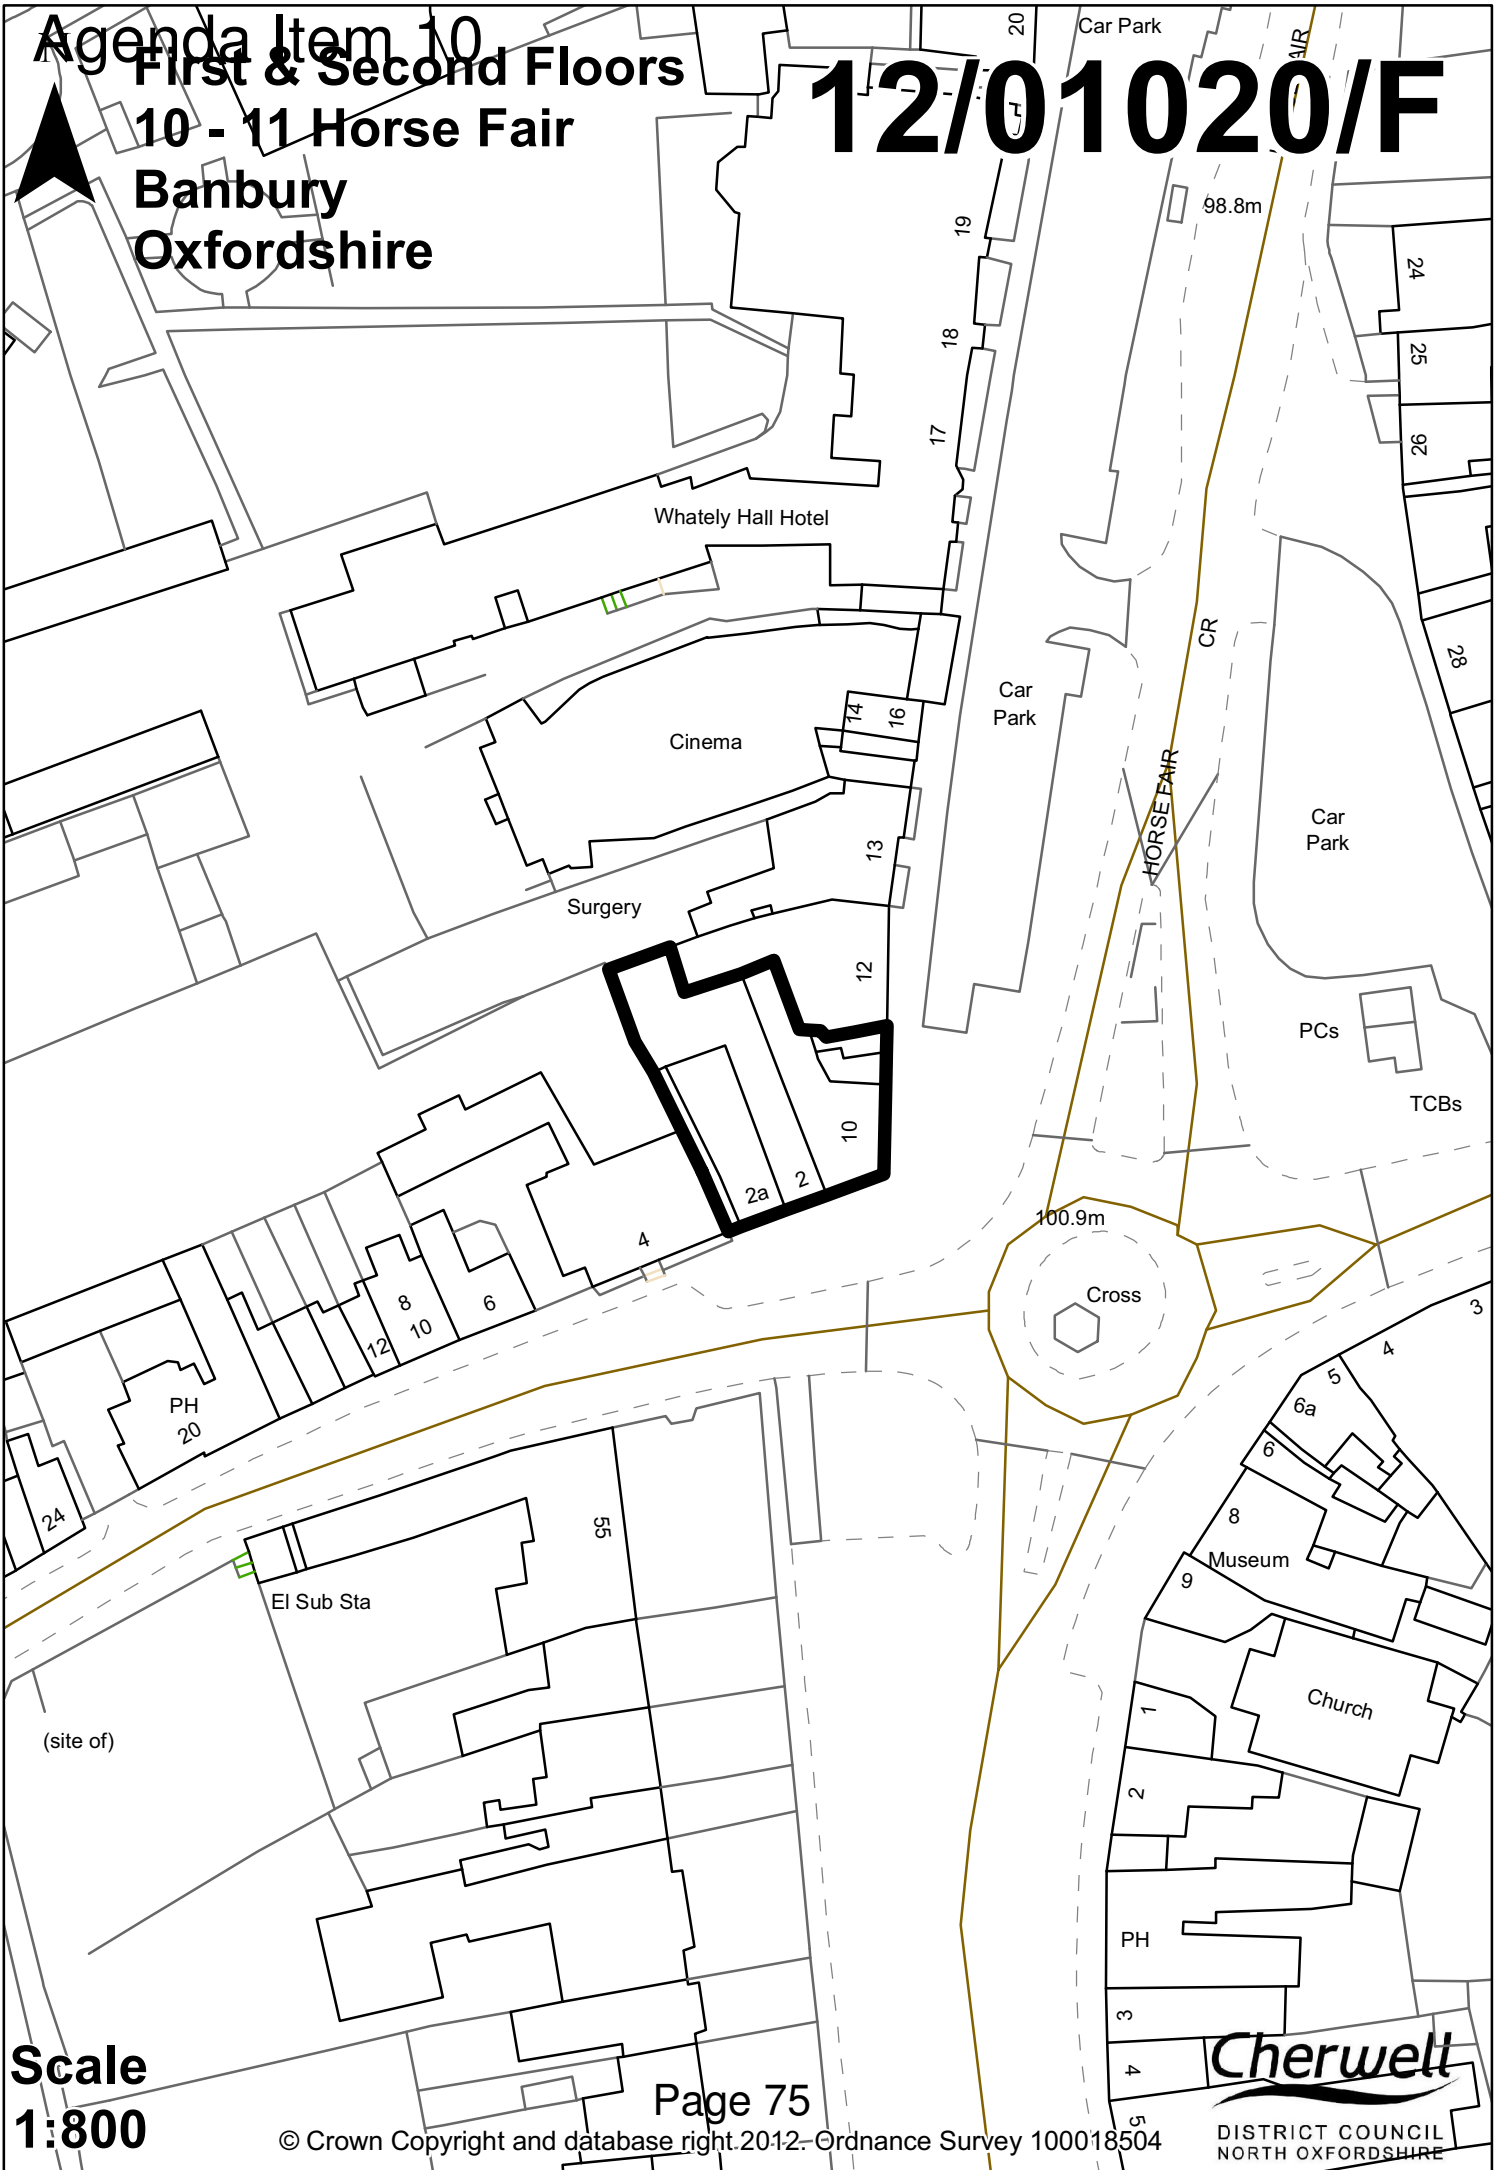 Agenda Item 10
N
First & Second Floors
10 - 11 Horse Fair
Banbury
Oxfordshire
12/01020/F
20
Car Park
AIR
19
98.8m
24
18
25
17
26
Whately Hall Hotel
CR
28
Car
Park
14
16
Cinema
HORSE FAIR
Car
Park
13
Surgery
12
PCs
TCBs
10
2a
2
4
100.9m
Cross
8
10
6
12
PH
20
24
3
4
5
6a
6
8
Museum
9
55
El Sub Sta
(site of)
Church
1
2
PH
3
4
5
Scale
1:800
Page 75
© Crown Copyright and database right 2012. Ordnance Survey 100018504
Cherwell
DISTRICT COUNCIL
NORTH OXFORDSHIRE